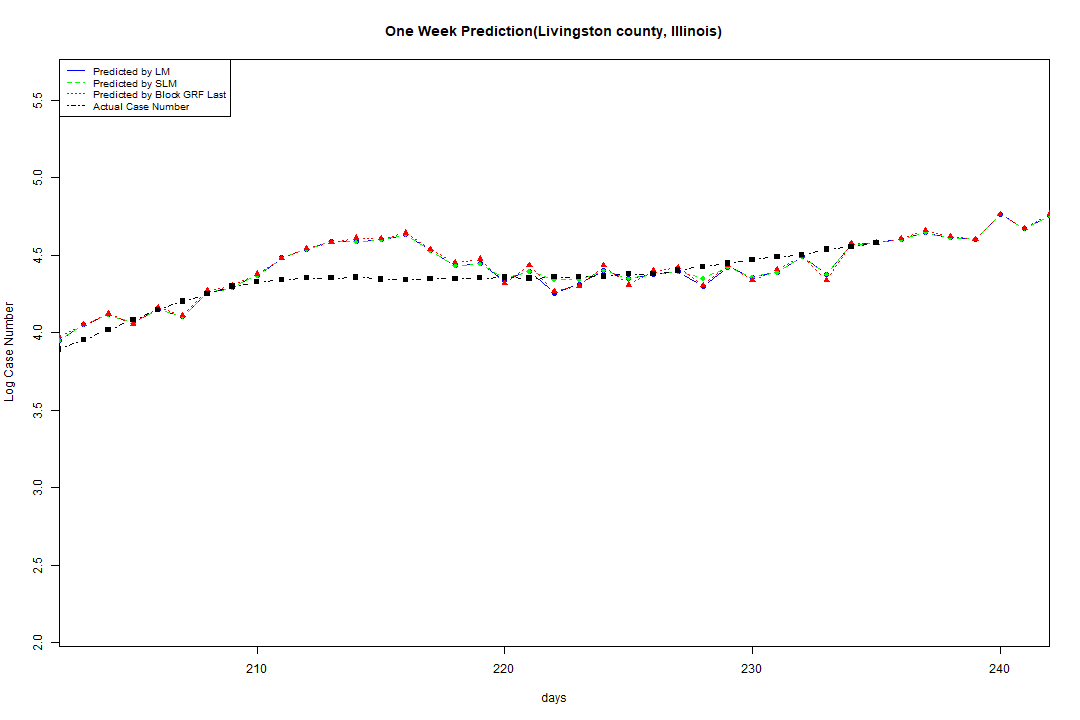 One Week Prediction(Livingston county, Illinois)
Predicted by LM
Predicted by SLM
Predicted by Block GRF Last
Actual Case Number
5.5
5.0
4.5
4.0
3.5
3.0
2.5
2.0
Log Case Number
210 220 230 240
days